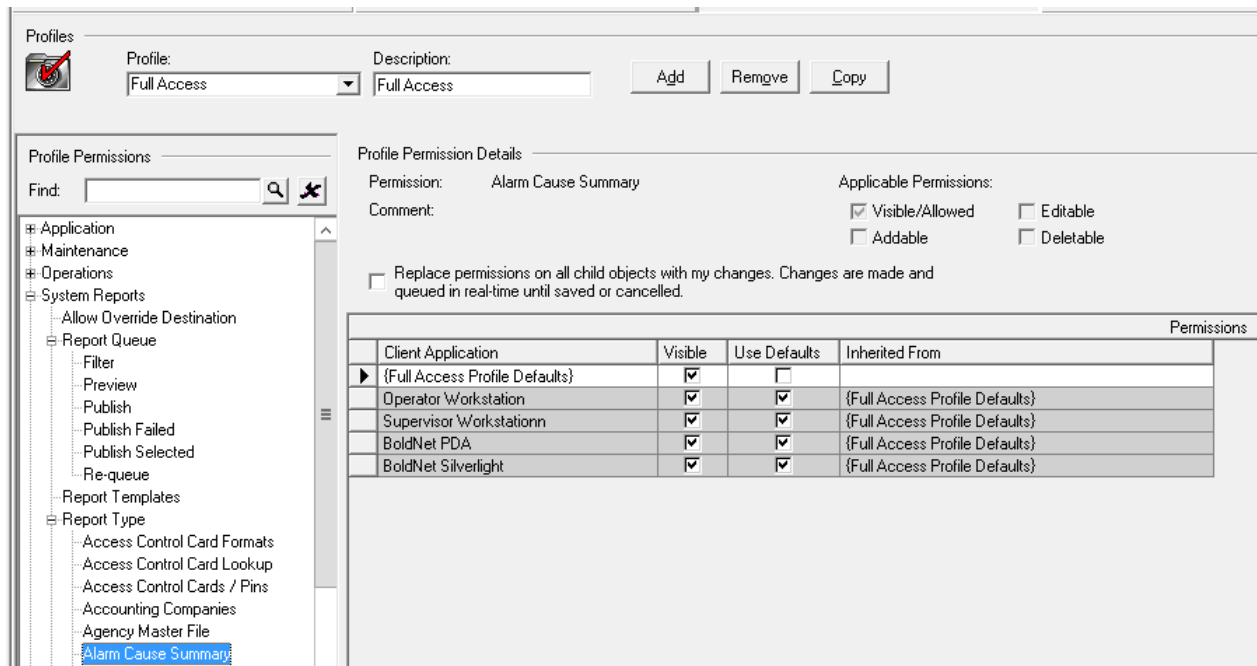 Profiles
Profile:
Description:
Full Access
Full Access
Add
Remove
Copy
Profile Permissions
Find:
Application
Maintenance
Operations
System Reports
Allow Override Destination
Report Queue
Filter
Preview
Publish
Publish Failed
Publish Selected
Re-queue
Report Templates
Report Type
Access Control Card Formats
Access Control Card Lookup
Access Control Cards / Pins
Accounting Companies
Agency Master File
Alarm Cause Summary
Profile Permission Details
Permission: Alarm Cause Summary
Comment:
Applicable Permissions:
Visible/Allowed Editable
Addable Deletable
Replace permissions on all child objects with my changes. Changes are made and
queued in real-time until saved or cancelled.
Permissions
Client Application Visible Use Defaults Inherited From
{Full Access Profile Defaults}
Operator Workstation {Full Access Profile Defaults}
Supervisor Workstationn {Full Access Profile Defaults}
BoldNet PDA {Full Access Profile Defaults}
BoldNet Silverlight {Full Access Profile Defaults}